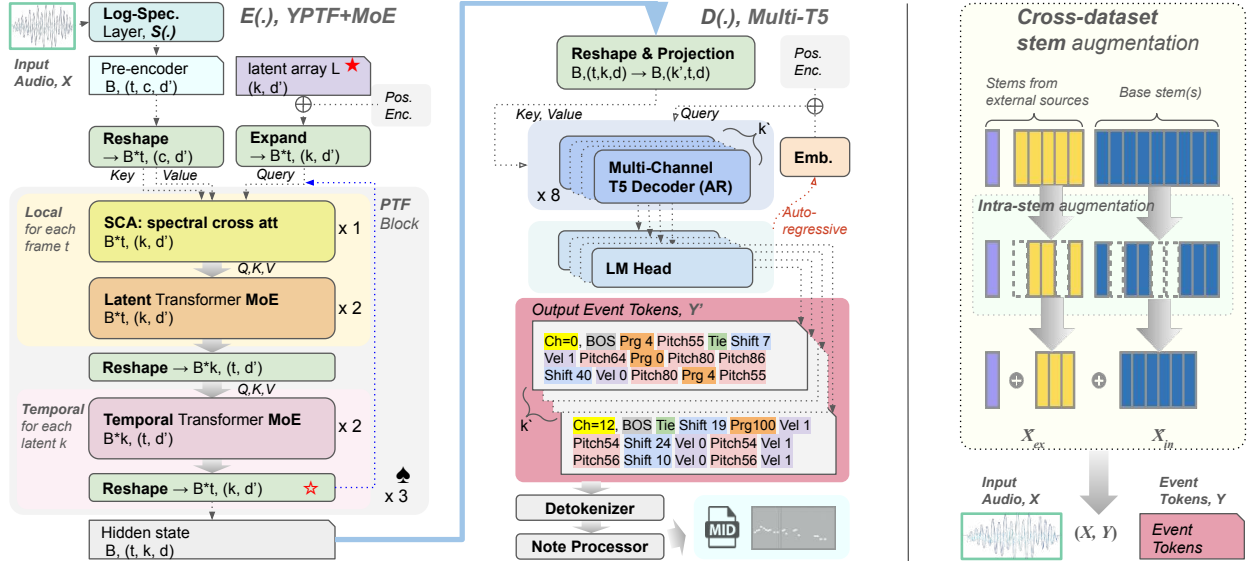 E(.), YPTF+MoE
Log-Spec.
Layer, S(.)
Input
Audio, X
Pre-encoder
B, (t, c, d')
latent array L
(k, d')
Pos.
Enc.
Reshape
→ B*t, (c, d')
Expand
→ B*t, (k, d')
Key
Value
Query
PTF
Block
Local
for each
frame t
SCA: spectral cross att
B*t, (k, d')
x 1
Q,K,V
Latent Transformer MoE
B*t, (k, d')
x 2
Reshape → B*k, (t, d')
Q,K,V
Temporal
for each
latent k
Temporal Transformer MoE
B*k, (t, d')
x 2
Reshape → B*t, (k, d')
x 3
Hidden state
B, (t, k, d)
D(.), Multi-T5
Reshape & Projection
B,(t,k,d) → B,(k',t,d)
Pos.
Enc.
Key, Value
Query
k`
Multi-Channel
T5 Decoder (AR)
x 8
Emb.
Auto-
regressive
LM Head
Output Event Tokens, Y'
Ch=0, BOS Prg 4 Pitch55 Tie Shift 7
Vel 1 Pitch64 Prg 0 Pitch80 Pitch86
Shift 40 Vel 0 Pitch80 Prg 4 Pitch55
k`
Ch=12, BOS Tie Shift 19 Prg100 Vel 1
Pitch54 Shift 24 Vel 0 Pitch54 Vel 1
Pitch56 Shift 10 Vel 0 Pitch56 Vel 1
Detokenizer
Note Processor
MID
Cross-dataset
stem augmentation
Stems from
external sources
Base stem(s)
Intra-stem augmentation
X_ex
X_in
Input
Audio, X
(X, Y)
Event
Tokens, Y
Event
Tokens